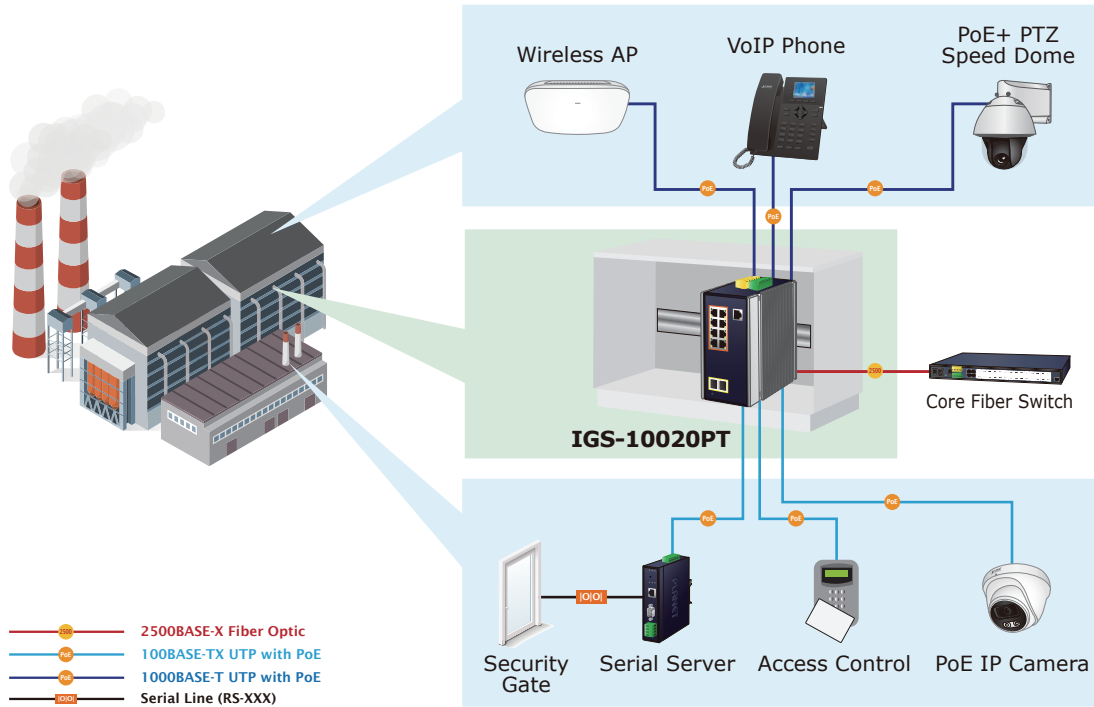 Wireless AP
VoIP Phone
PoE+ PTZ
Speed Dome
PoE
PoE
PoE
2500
Core Fiber Switch
IGS-10020PT
PoE
PoE
PoE
PLANET
|O|O|
Security
Gate
Serial Server
Access Control
PoE IP Camera
2500
2500BASE-X Fiber Optic
PoE
100BASE-TX UTP with PoE
PoE
1000BASE-T UTP with PoE
|O|O|
Serial Line (RS-XXX)